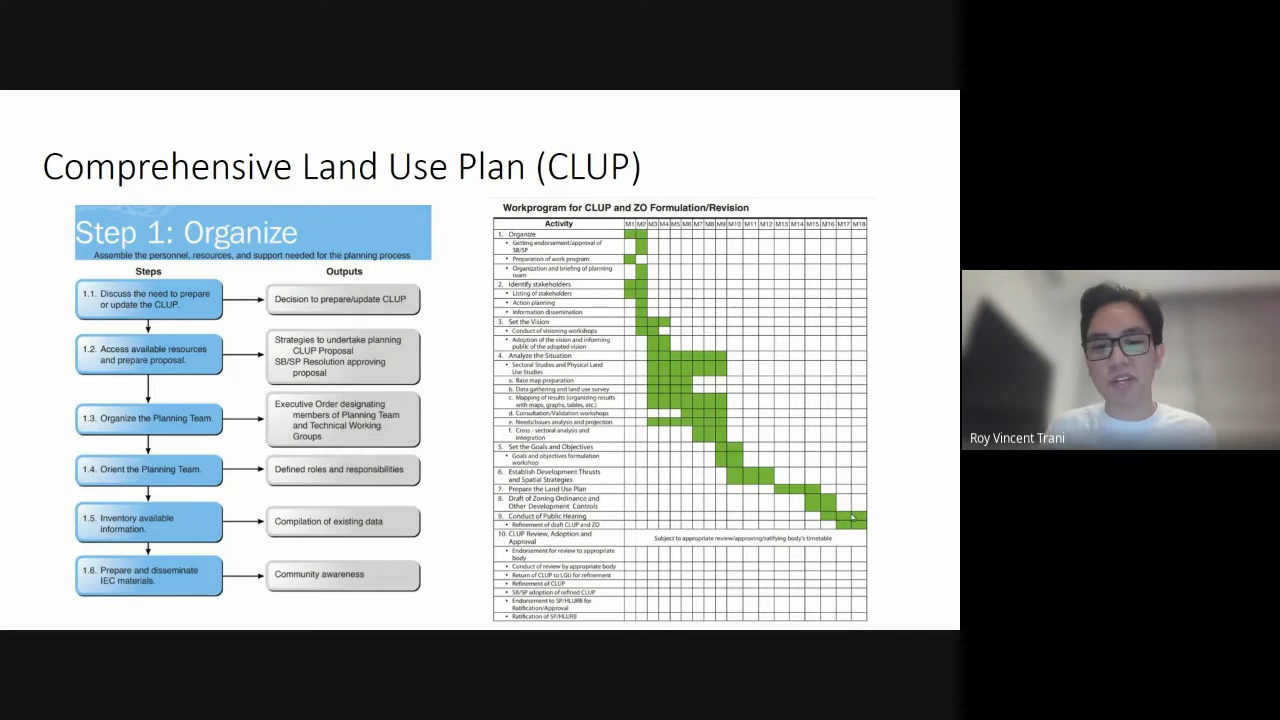 Comprehensive Land Use Plan (CLUP)
Step 1: Organize
Assemble the personnel, resources, and support needed for the planning process
Steps
Outputs
1.1. Discuss the need to prepare
or update the CLUP.
Decision to prepare/update CLUP
1.2. Access available resources
and prepare proposal.
Strategies to undertake planning
CLUP Proposal
SB/SP Resolution approving
proposal
1.3. Organize the Planning Team.
Executive Order designating
members of Planning Team
and Technical Working
Groups
1.4. Orient the Planning Team.
Defined roles and responsibilities
1.5. Inventory available
information.
Compilation of existing data
1.6. Prepare and disseminate
IEC materials.
Community awareness
Workprogram for CLUP and ZO Formulation/Revision
Activity M1 M2 M3 M4 M5 M6 M7 M8 M9 M10 M11 M12 M13 M14 M15 M16 M17 M18
1. Organize
• Getting endorsement/approval of
SB/SP
• Preparation of work program
• Organization and briefing of planning
team
2. Identify stakeholders
• Listing of stakeholders
• Action planning
• Information dissemination
3. Set the Vision
• Conduct of visioning workshops
• Adoption of the vision and informing
public of the adopted vision
4. Analyze the Situation
• Sectoral Studies and Physical Land
Use Studies
a. Base map preparation
b. Data gathering and land use survey
c. Mapping of results (organizing results
with maps, graphs, tables, etc.)
d. Consultation/Validation workshops
e. Needs/Issues analysis and projection
f. Cross - sectoral analysis and
integration
5. Set the Goals and Objectives
• Goals and objectives formulation
workshop
6. Establish Development Thrusts
and Spatial Strategies
7. Prepare the Land Use Plan
8. Draft of Zoning Ordinance and
Other Development Controls
9. Conduct of Public Hearing
• Refinement of draft CLUP and ZO
10. CLUP Review, Adoption and
Approval
Subject to appropriate review/approving/ratifying body's timetable
• Endorsement for review to appropriate
body
• Conduct of review by appropriate body
• Return of CLUP to LGU for refinement
• Refinement of CLUP
• SB/SP adoption of refined CLUP
• Endorsement to SP/HLURB for
Ratification/Approval
• Ratification of SP/HLURB
Roy Vincent Trani